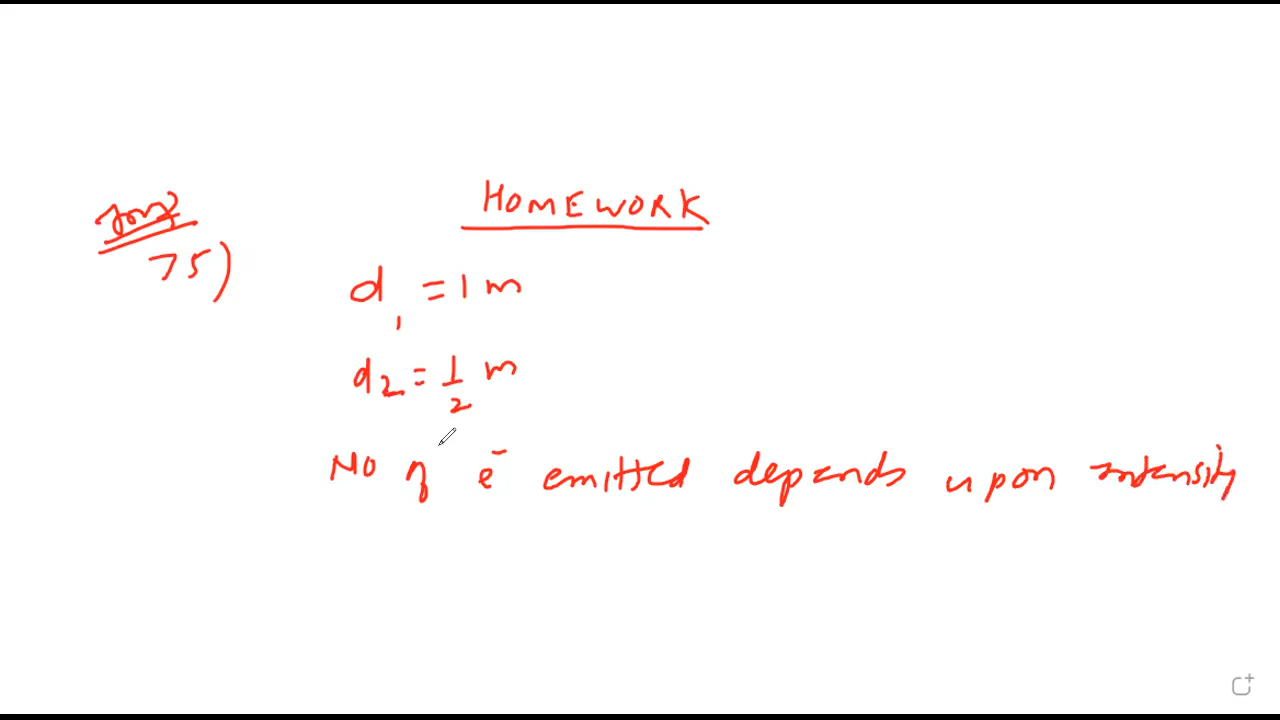 HOMEWORK
75)
d₁ = 1 m
d₂ = 1/2 m
No of e⁻ emitted depends upon intensity